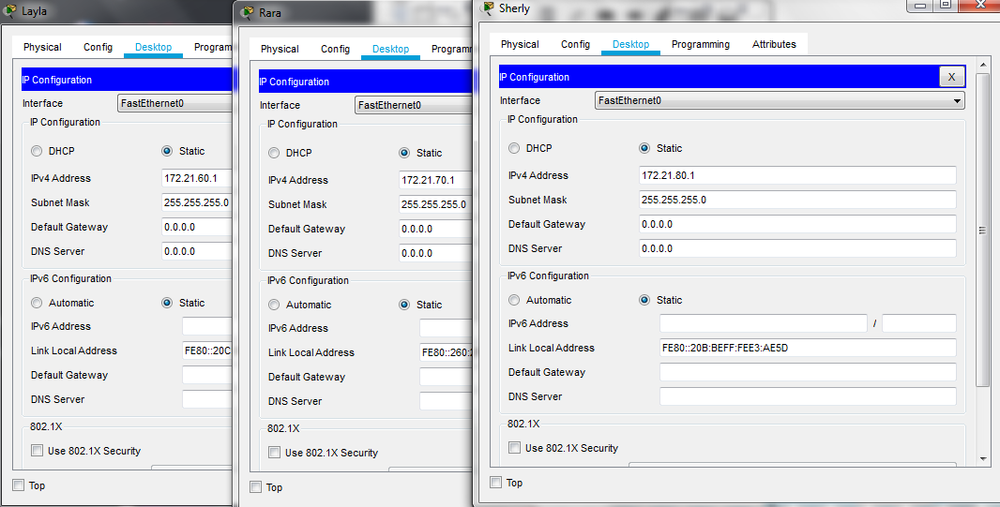 Layla
Physical Config Desktop
IP Configuration
Interface FastEthernet0
IP Configuration
DHCP Static
IPv4 Address 172.21.60.1
Subnet Mask 255.255.255.0
Default Gateway 0.0.0.0
DNS Server 0.0.0.0
IPv6 Configuration
Automatic Static
IPv6 Address
Link Local Address FE80::20C
Default Gateway
DNS Server
802.1X
Use 802.1X Security
Top
Rara
Physical Config Desktop
IP Configuration
Interface FastEthernet0
IP Configuration
DHCP Static
IPv4 Address 172.21.70.1
Subnet Mask 255.255.255.0
Default Gateway 0.0.0.0
DNS Server 0.0.0.0
IPv6 Configuration
Automatic Static
IPv6 Address
Link Local Address FE80::260:
Default Gateway
DNS Server
802.1X
Use 802.1X Security
Top
Sherly
Physical Config Desktop Programming Attributes
IP Configuration X
Interface FastEthernet0
IP Configuration
DHCP Static
IPv4 Address 172.21.80.1
Subnet Mask 255.255.255.0
Default Gateway 0.0.0.0
DNS Server 0.0.0.0
IPv6 Configuration
Automatic Static
IPv6 Address /
Link Local Address FE80::20B:BEFF:FEE3:AE5D
Default Gateway
DNS Server
802.1X
Use 802.1X Security
Top